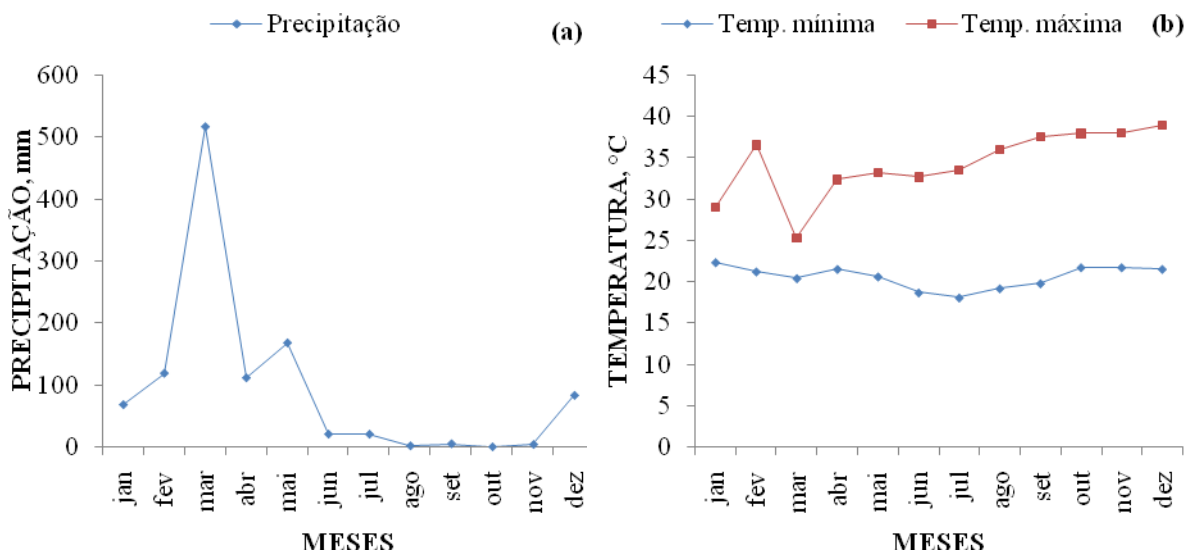 Precipitação
(a)
PRECIPITAÇÃO, mm
600
500
400
300
200
100
0
jan fev mar abr mai jun jul ago set out nov dez
MESES
Temp. mínima Temp. máxima
(b)
TEMPERATURA, °C
45
40
35
30
25
20
15
10
5
0
jan fev mar abr mai jun jul ago set out nov dez
MESES